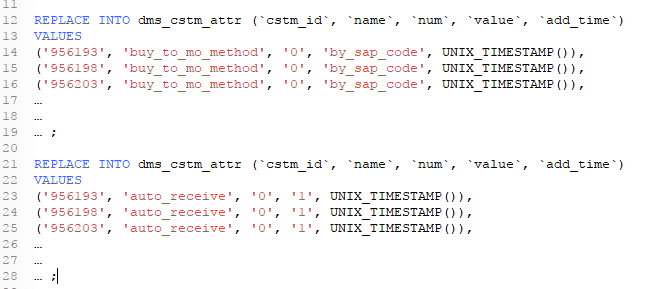 11
12 REPLACE INTO dms_cstm_attr (`cstm_id`, `name`, `num`, `value`, `add_time`)
13 VALUES
14 ('956193', 'buy_to_mo_method', '0', 'by_sap_code', UNIX_TIMESTAMP()),
15 ('956198', 'buy_to_mo_method', '0', 'by_sap_code', UNIX_TIMESTAMP()),
16 ('956203', 'buy_to_mo_method', '0', 'by_sap_code', UNIX_TIMESTAMP()),
17 …
18 …
19 … ;
20
21 REPLACE INTO dms_cstm_attr (`cstm_id`, `name`, `num`, `value`, `add_time`)
22 VALUES
23 ('956193', 'auto_receive', '0', '1', UNIX_TIMESTAMP()),
24 ('956198', 'auto_receive', '0', '1', UNIX_TIMESTAMP()),
25 ('956203', 'auto_receive', '0', '1', UNIX_TIMESTAMP()),
26 …
27 …
28 … ;